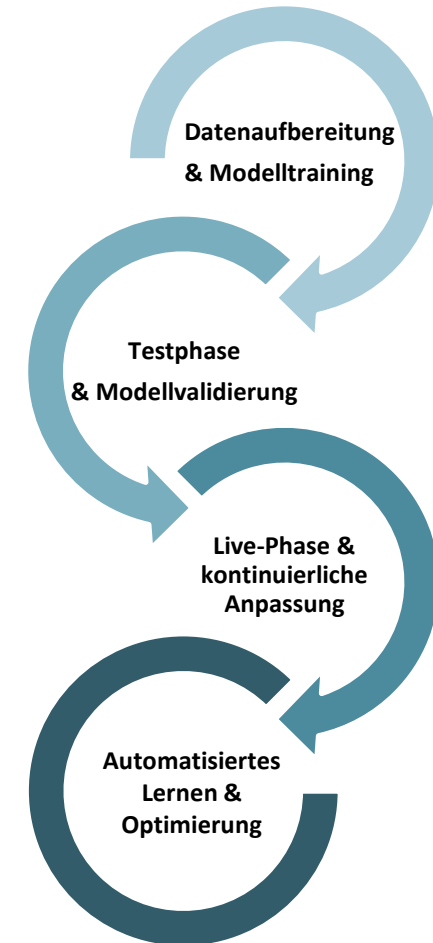 Datenaufbereitung
& Modelltraining
Testphase
& Modellvalidierung
Live-Phase &
kontinuierliche
Anpassung
Automatisiertes
Lernen &
Optimierung